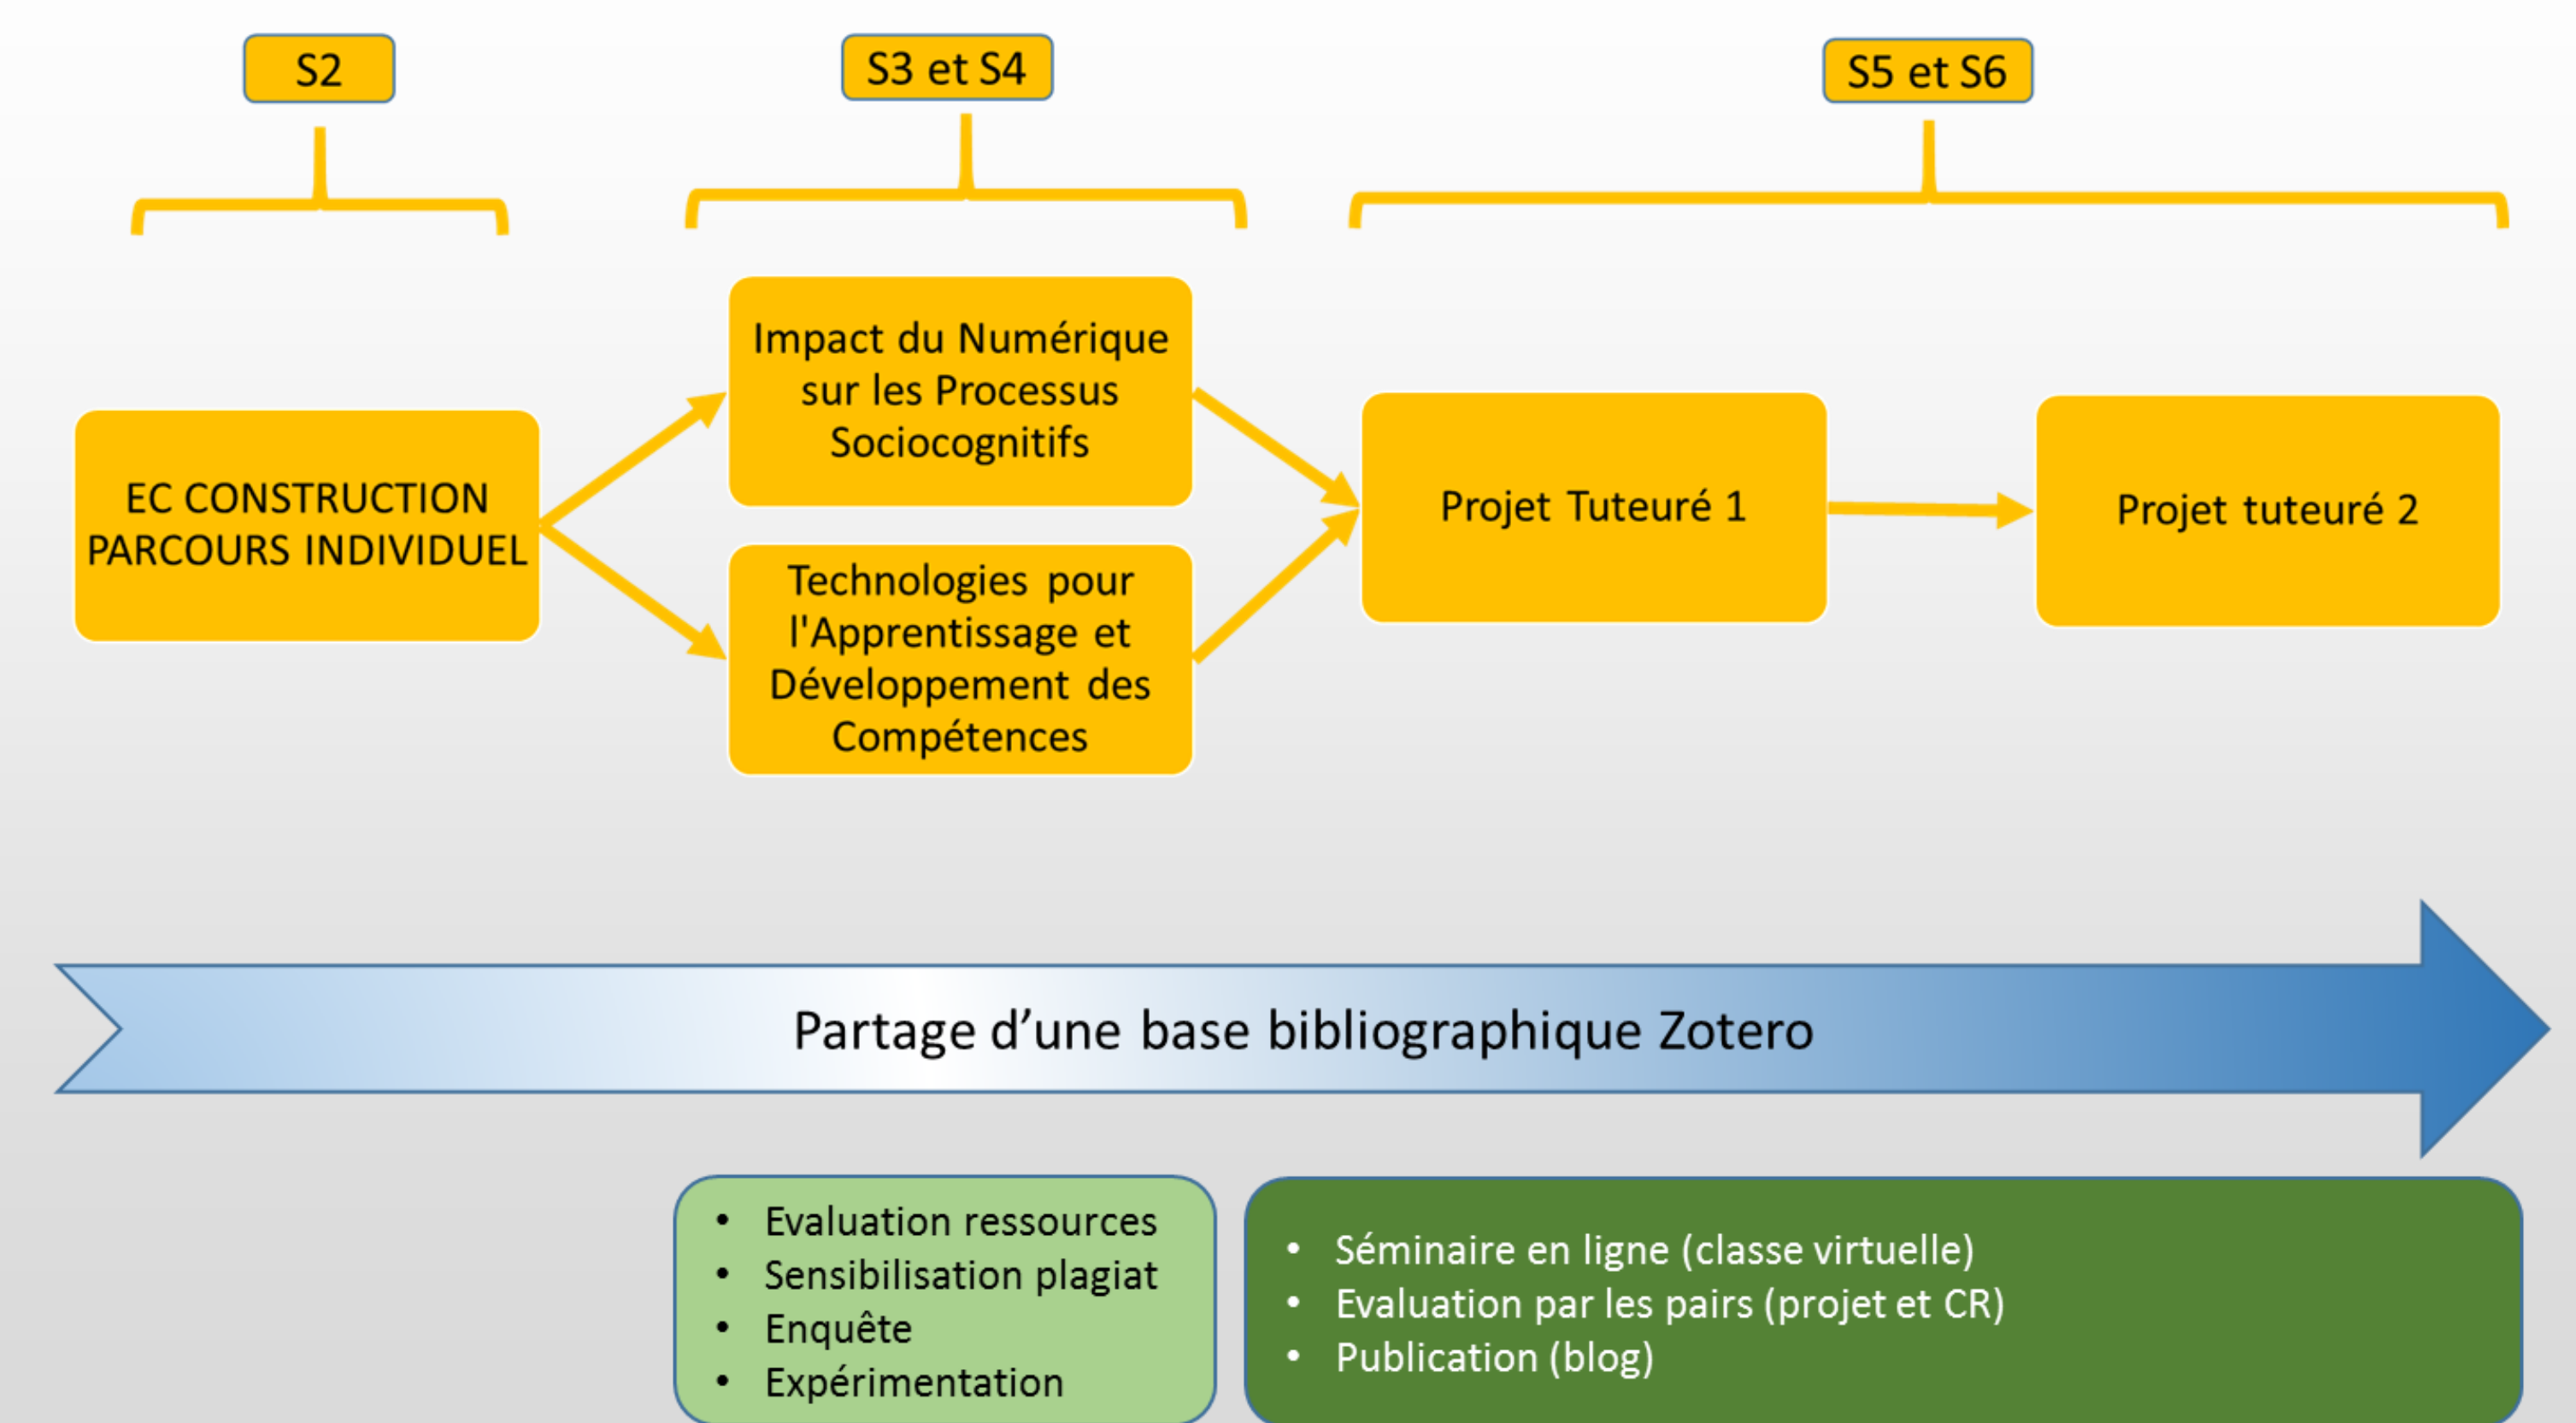 S2
S3 et S4
S5 et S6
EC CONSTRUCTION
PARCOURS INDIVIDUEL
Impact du Numérique
sur les Processus
Sociocognitifs
Technologies pour
l'Apprentissage et
Développement des
Compétences
Projet Tuteuré 1
Projet tuteuré 2
Partage d’une base bibliographique Zotero
• Evaluation ressources
• Sensibilisation plagiat
• Enquête
• Expérimentation
• Séminaire en ligne (classe virtuelle)
• Evaluation par les pairs (projet et CR)
• Publication (blog)